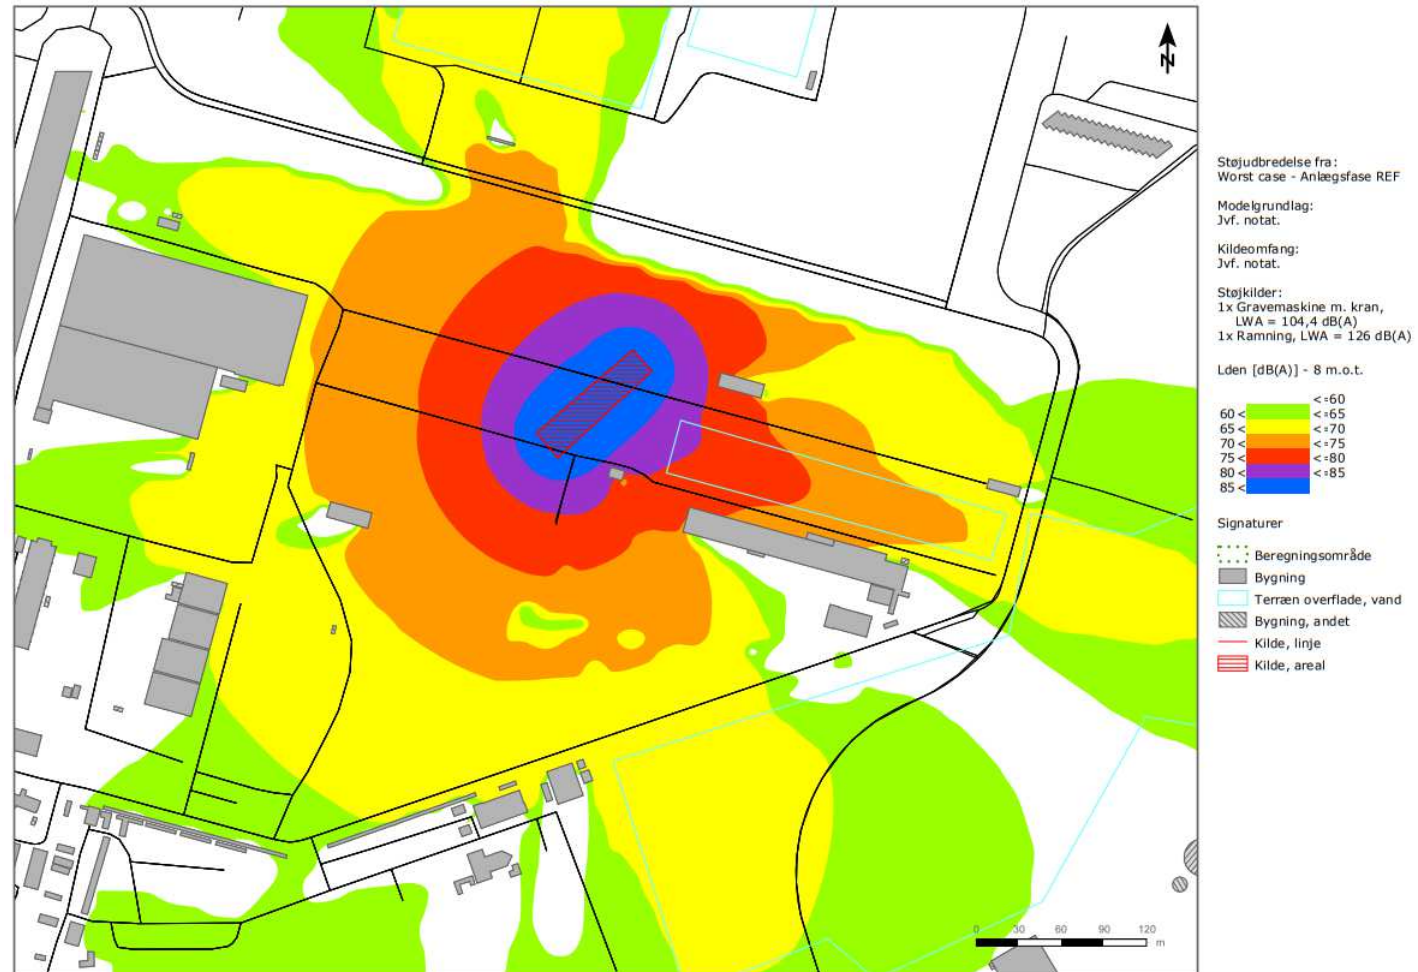 N
Støjudbredelse fra:
Worst case - Anlægsfase REF
Modelgrundlag:
Jvf. notat.
Kildeomfang:
Jvf. notat.
Støjkilder:
1x Gravemaskine m. kran,
LWA = 104,4 dB(A)
1x Ramning, LWA = 126 dB(A)
Lden [dB(A)] - 8 m.o.t.
<=60
60 < <=65
65 < <=70
70 < <=75
75 < <=80
80 < <=85
85 <
Signaturer
Beregningsområde
Bygning
Terræn overflade, vand
Bygning, andet
Kilde, linje
Kilde, areal
0 30 60 90 120
m